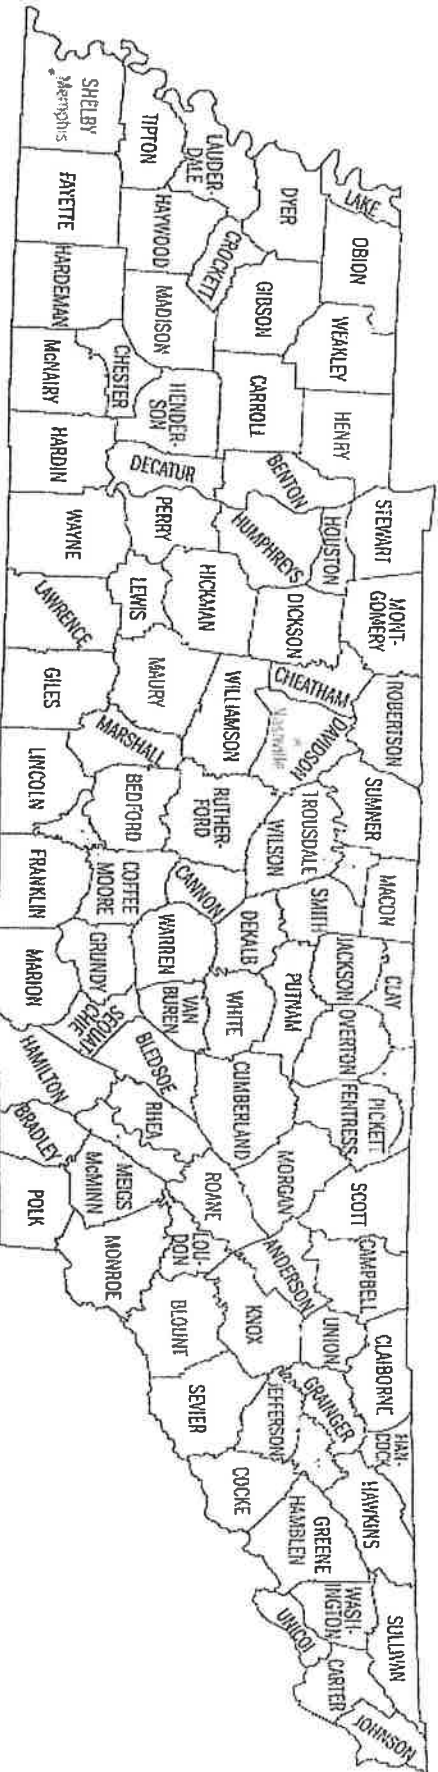 LAKE
OBION
WEAKLEY
HENRY
STEWART
MONT-
GOMERY
ROBERTSON
SUMNER
MACON
CLAY
PICKETT
SCOTT
CAMPBELL
CLAIBORNE
HAN-
COCK
HAWKINS
SULLIVAN
JOHNSON
DYER
GIBSON
CARROLL
BENTON
HOUSTON
HUMPHREYS
DICKSON
CHEATHAM
DAVIDSON
Nashville
TROUSDALE
WILSON
SMITH
JACKSON
OVERTON
FENTRESS
PUTNAM
DEKALB
MORGAN
ANDERSON
UNION
GRAINGER
JEFFERSON
HAMBLEN
GREENE
WASH-
INGTON
UNICOI
CARTER
LAUDER-
DALE
CROCKETT
TIPTON
HAYWOOD
MADISON
HENDER-
SON
CHESTER
DECATUR
PERRY
HICKMAN
LEWIS
WILLIAMSON
MAURY
RUTHER-
FORD
MARSHALL
BEDFORD
CANNON
COFFEE
MOORE
WARREN
WHITE
VAN
BUREN
CUMBERLAND
BLEDSOE
RHEA
ROANE
LOU-
DON
KNOX
BLOUNT
SEVIER
COCKE
SHELBY
Memphis
FAYETTE
HARDEMAN
McNAIRY
HARDIN
WAYNE
LAWRENCE
GILES
LINCOLN
FRANKLIN
GRUNDY
MARION
SEQUAT
CHIE
HAMILTON
BRADLEY
MEIGS
McMINN
POLK
MONROE